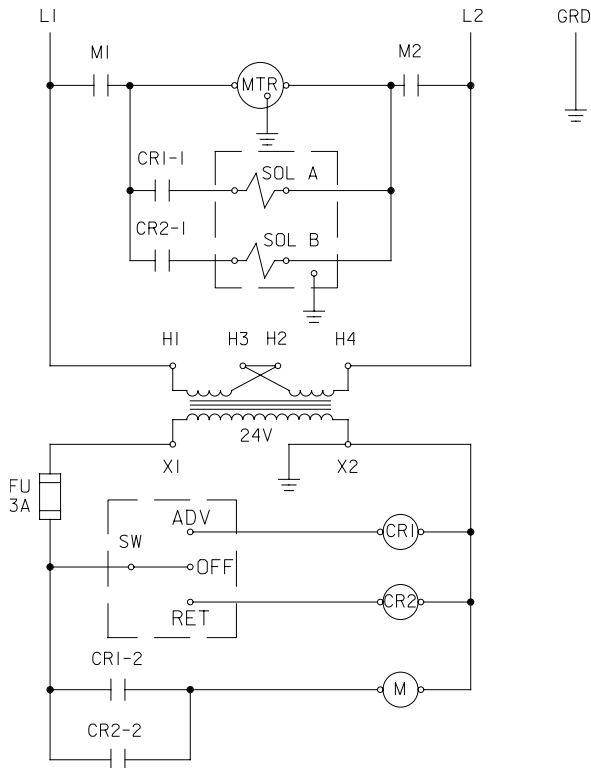 L1 L2 GRD
M1 M2
MTR
CR1-1
SOL A
CR2-1
SOL B
H1 H3 H2 H4
24V
X1 X2
FU
3A
ADV
SW
OFF
RET
CR1
CR2
CR1-2
M
CR2-2